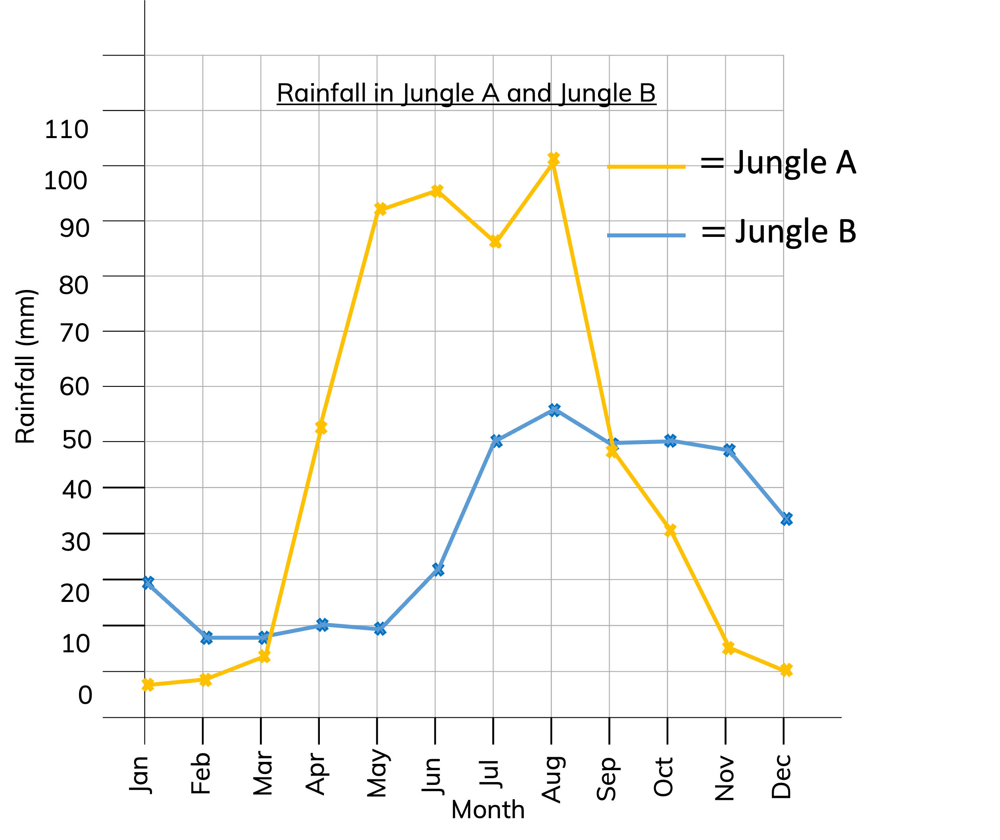 Rainfall in Jungle A and Jungle B
= Jungle A
= Jungle B
Rainfall (mm)
110
100
90
80
70
60
50
40
30
20
10
0
Jan
Feb
Mar
Apr
May
Jun
Jul
Aug
Sep
Oct
Nov
Dec
Month